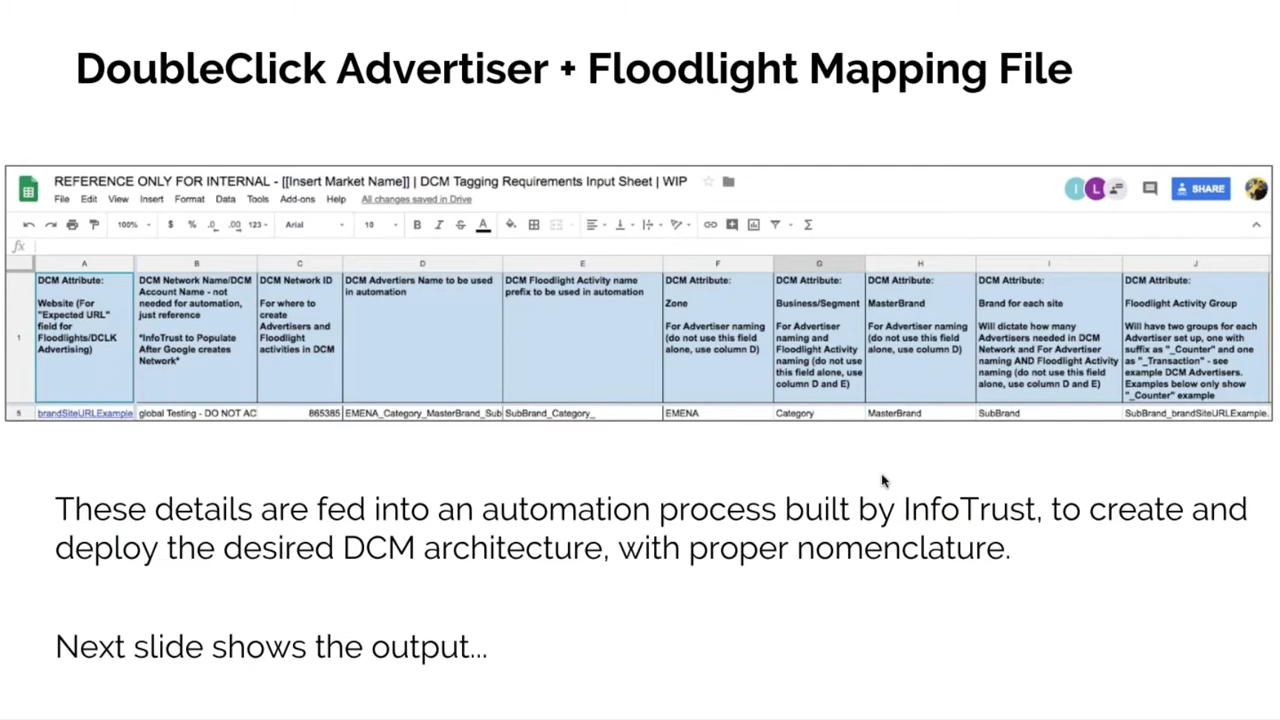 DoubleClick Advertiser + Floodlight Mapping File
REFERENCE ONLY FOR INTERNAL - [[Insert Market Name]] | DCM Tagging Requirements Input Sheet | WIP
File Edit View Insert Format Data Tools Add-ons Help All changes saved in Drive
I L SHARE
100% $ % .0 .00 123 Arial 10 B I S A
fx
A B C D E F G H I J
1
DCM Attribute:
Website (For
"Expected URL"
field for
Floodlights/DCLK
Advertising)
DCM Network Name/DCM
Account Name - not
needed for automation,
just reference
*InfoTrust to Populate
After Google creates
Network*
DCM Network ID
For where to
create
Advertisers and
Floodlight
activities in DCM
DCM Advertiers Name to be used
in automation
DCM Floodlight Activity name
prefix to be used in automation
DCM Attribute:
Zone
For Advertiser naming
(do not use this field
alone, use column D)
DCM Attribute:
Business/Segment
For Advertiser
naming and
Floodlight Activity
naming (do not use
this field alone, use
column D and E)
DCM Attribute:
MasterBrand
For Advertiser naming
(do not use this field
alone, use column D)
DCM Attribute:
Brand for each site
Will dictate how many
Advertisers needed in DCM
Network and For Advertiser
naming AND Floodlight Activity
naming (do not use this field
alone, use column D and E)
DCM Attribute:
Floodlight Activity Group
Will have two groups for each
Advertiser set up, one with
suffix as "_Counter" and one
as "_Transaction" - see
example DCM Advertisers.
Examples below only show
"_Counter" example
5 brandSiteURLExample global Testing - DO NOT AC 865385 EMENA_Category_MasterBrand_Sub SubBrand_Category_ EMENA Category MasterBrand SubBrand SubBrand_brandSiteURLExample.
These details are fed into an automation process built by InfoTrust, to create and
deploy the desired DCM architecture, with proper nomenclature.
Next slide shows the output...